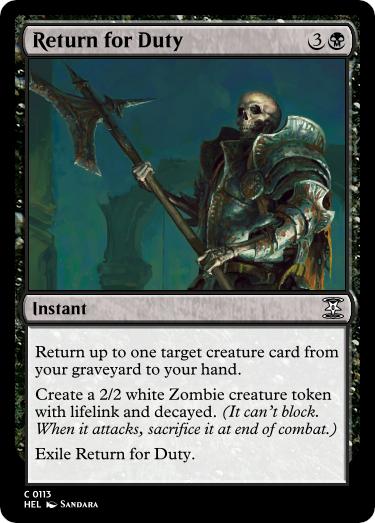 Return for Duty 3
Instant
Return up to one target creature card from
your graveyard to your hand.
Create a 2/2 white Zombie creature token
with lifelink and decayed. (It can't block.
When it attacks, sacrifice it at end of combat.)
Exile Return for Duty.
C 0113
HEL Sandara